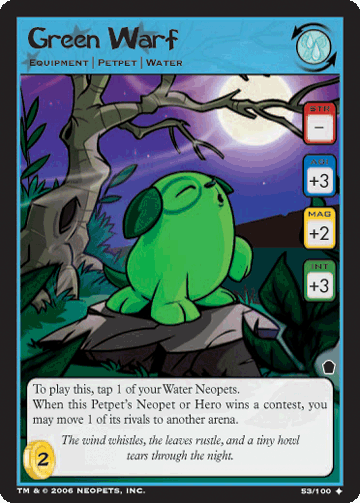 Green Warf
EQUIPMENT | PETPET | WATER
STR
–
+3
MAG
+2
INT
+3
To play this, tap 1 of your Water Neopets.
When this Petpet's Neopet or Hero wins a contest, you
may move 1 of its rivals to another arena.
The wind whistles, the leaves rustle, and a tiny howl
tears through the night.
2
TM & © 2006 NEOPETS, INC.
53/100